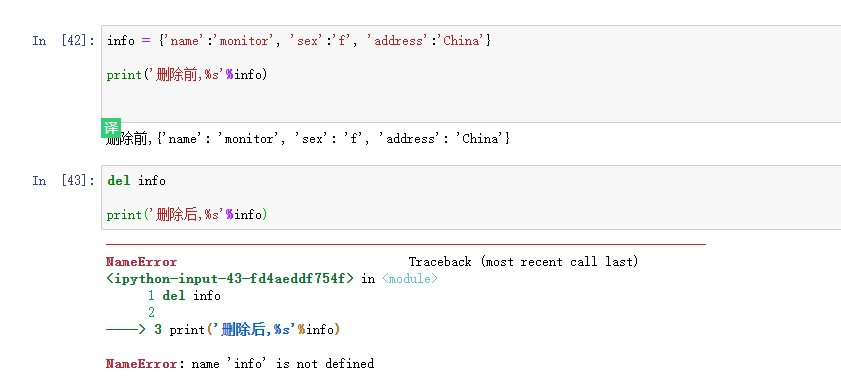 In [42]: info = {'name':'monitor', 'sex':'f', 'address':'China'}
print('删除前,%s'%info)
译
删除前,{'name': 'monitor', 'sex': 'f', 'address': 'China'}
In [43]: del info
print('删除后,%s'%info)
NameError Traceback (most recent call last)
<ipython-input-43-fd4aeddf754f> in <module>
1 del info
2
----> 3 print('删除后,%s'%info)
NameError: name 'info' is not defined